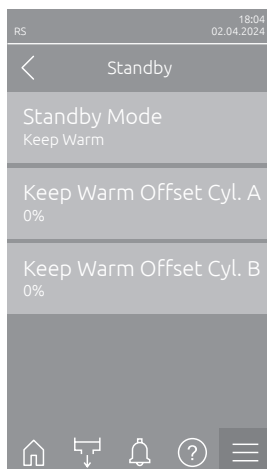 18:04
RS
02.04.2024
Standby
Standby Mode
Keep Warm
Keep Warm Offset Cyl. A
0%
Keep Warm Offset Cyl. B
0%
?